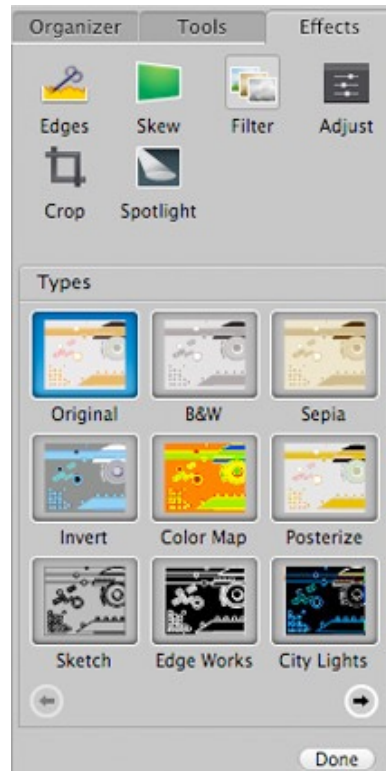 Organizer Tools Effects
Edges Skew Filter Adjust
Crop Spotlight
Types
Original B&W Sepia
Invert Color Map Posterize
Sketch Edge Works City Lights
Done